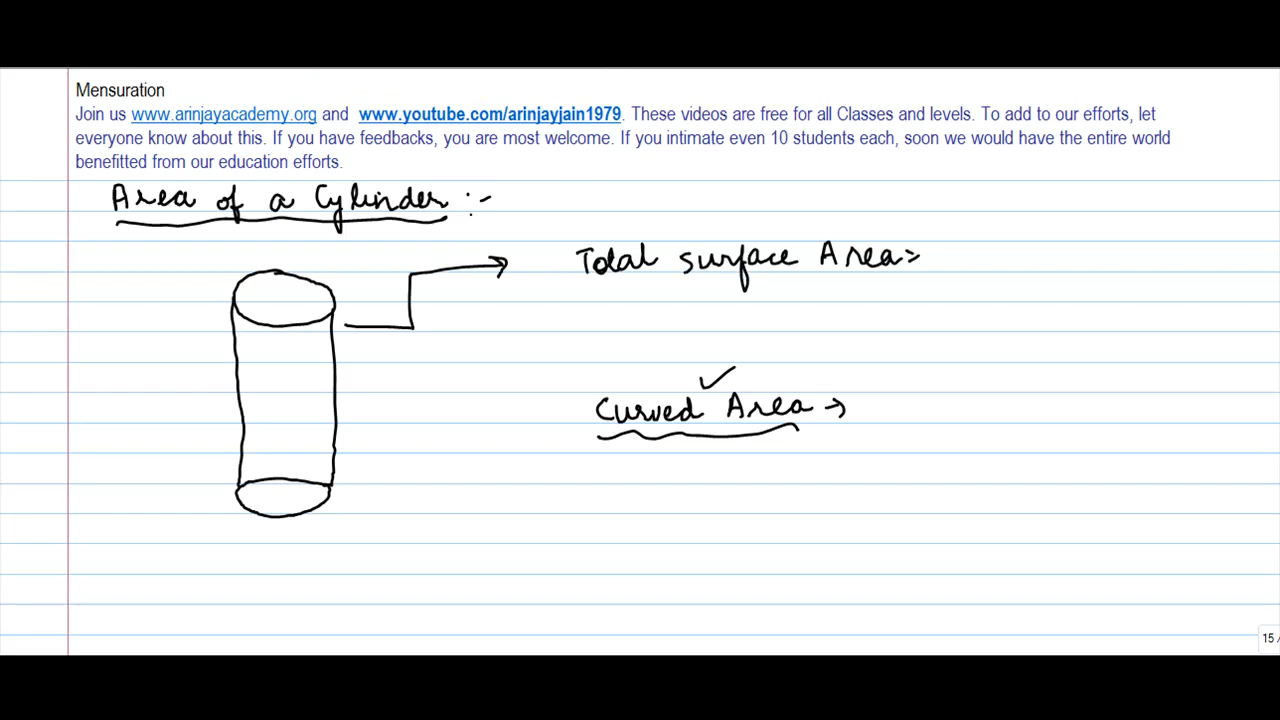 Mensuration
Join us www.arinjayacademy.org and www.youtube.com/arinjayjain1979. These videos are free for all Classes and levels. To add to our efforts, let
everyone know about this. If you have feedbacks, you are most welcome. If you intimate even 10 students each, soon we would have the entire world
benefitted from our education efforts.
Area of a Cylinder :-
Total surface Area =
Curved Area →
15